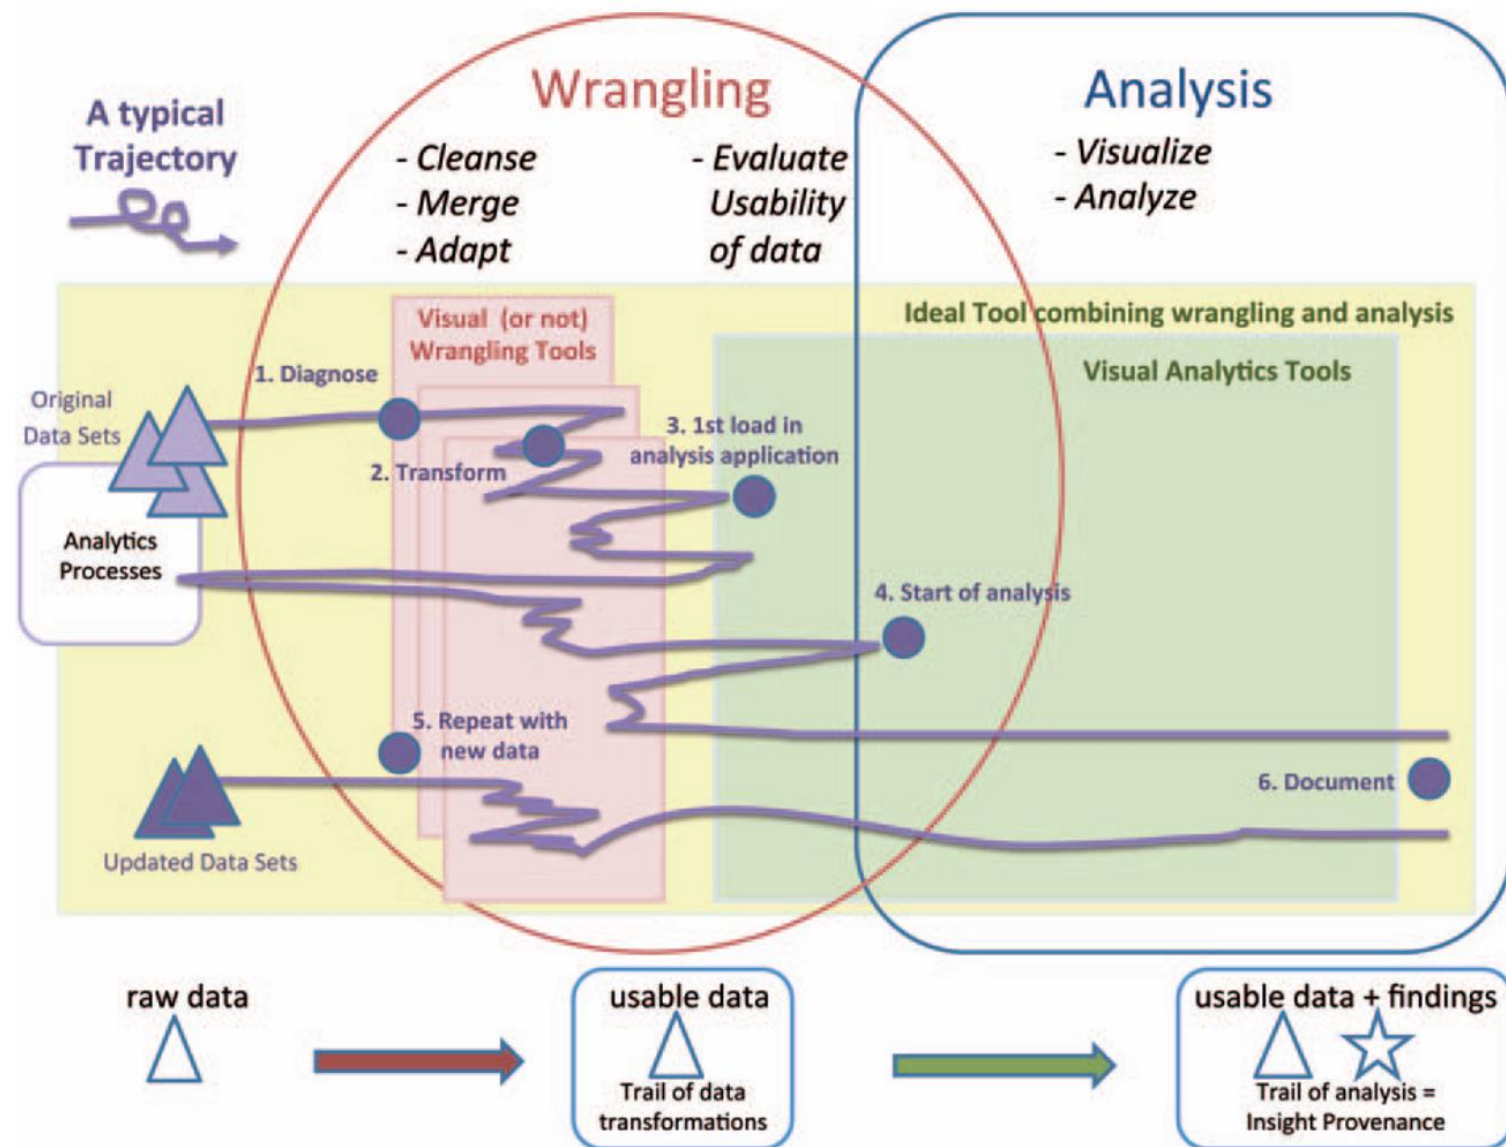 Wrangling
Analysis
A typical
Trajectory
- Cleanse
- Merge
- Adapt
- Evaluate
Usability
of data
- Visualize
- Analyze
Ideal Tool combining wrangling and analysis
Visual (or not)
Wrangling Tools
Visual Analytics Tools
1. Diagnose
Original
Data Sets
3. 1st load in
analysis application
2. Transform
Analytics
Processes
4. Start of analysis
5. Repeat with
new data
6. Document
Updated Data Sets
raw data
usable data
Trail of data
transformations
usable data + findings
Trail of analysis =
Insight Provenance